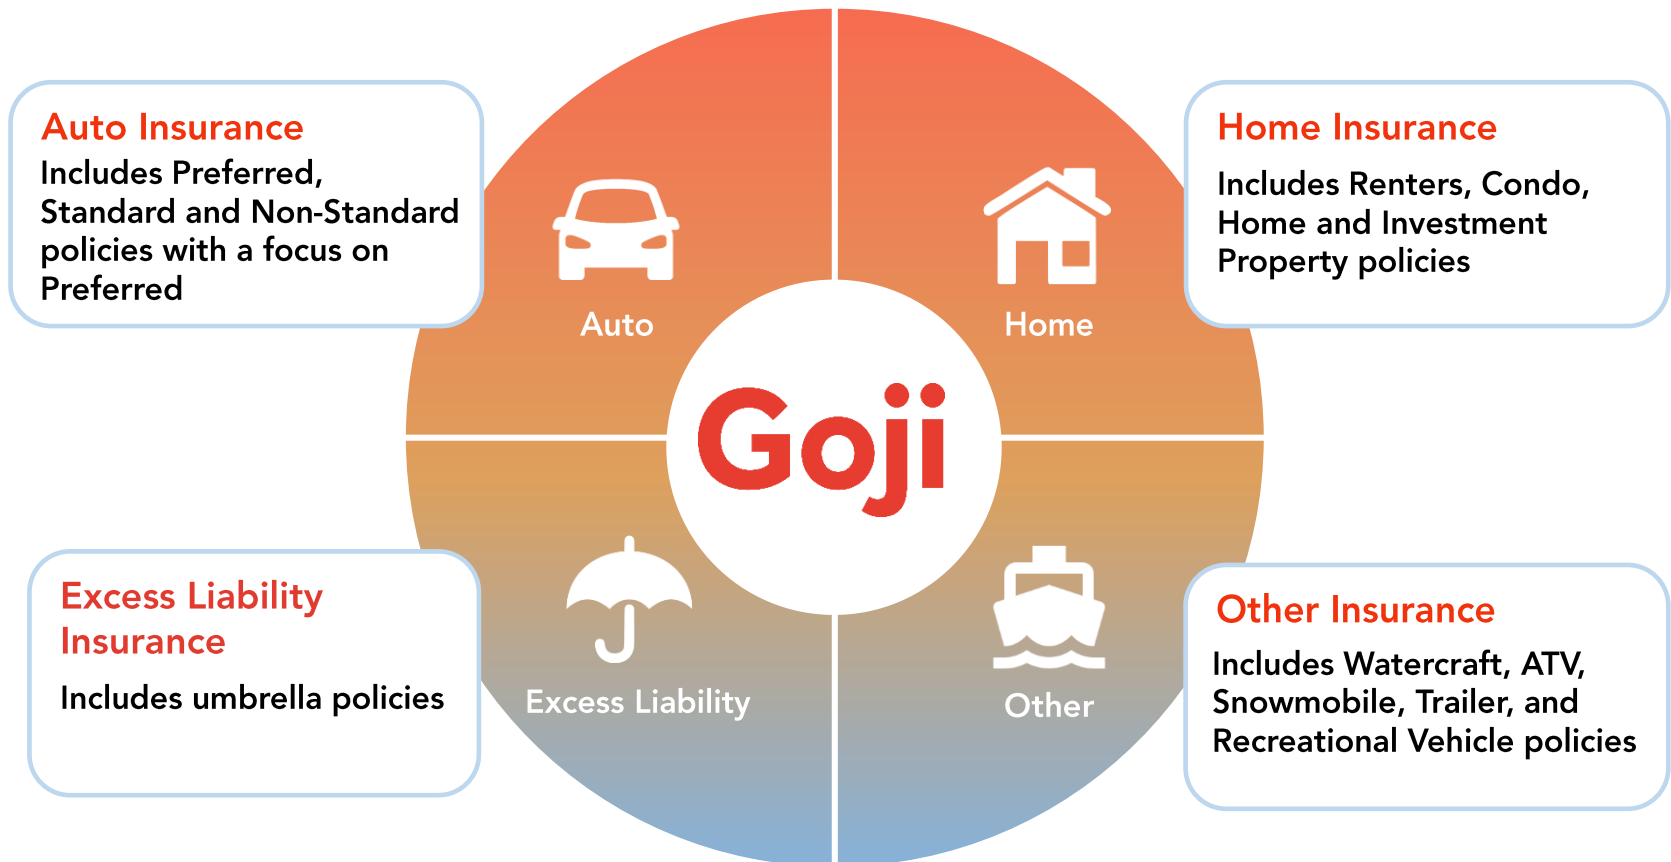 Auto Insurance
Includes Preferred,
Standard and Non-Standard
policies with a focus on
Preferred
Auto
Home
Home Insurance
Includes Renters, Condo,
Home and Investment
Property policies
Goji
Excess Liability
Insurance
Includes umbrella policies
Excess Liability
Other
Other Insurance
Includes Watercraft, ATV,
Snowmobile, Trailer, and
Recreational Vehicle policies